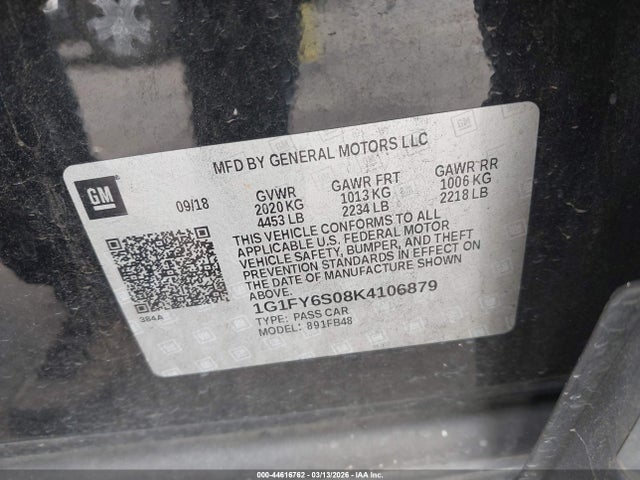 MFD BY GENERAL MOTORS LLC
GM
09/18
GVWR
2020 KG
4453 LB
GAWR FRT
1013 KG
2234 LB
GAWR RR
1006 KG
2218 LB
THIS VEHICLE CONFORMS TO ALL
APPLICABLE U.S. FEDERAL MOTOR
VEHICLE SAFETY, BUMPER, AND THEFT
PREVENTION STANDARDS IN EFFECT ON
THE DATE OF MANUFACTURE SHOWN
ABOVE.
384A
1G1FY6S08K4106879
TYPE: PASS CAR
MODEL: 891FB48
000-44616762 - 03/13/2026 - IAAI.COM